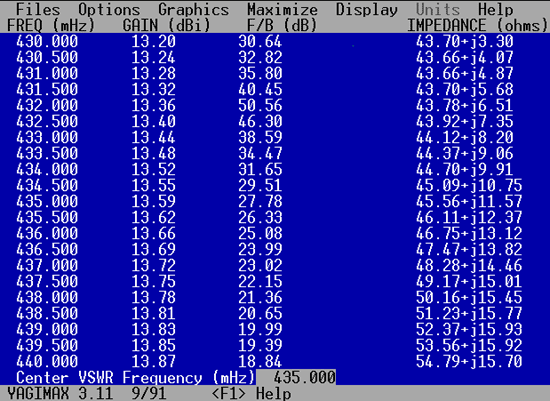 Files Options Graphics Maximize Display Units Help
FREQ (mHz) GAIN (dBi) F/B (dB) IMPEDANCE (ohms)
430.000 13.20 30.64 43.70+j3.30
430.500 13.24 32.82 43.66+j4.07
431.000 13.28 35.80 43.66+j4.87
431.500 13.32 40.45 43.70+j5.68
432.000 13.36 50.56 43.78+j6.51
432.500 13.40 46.30 43.92+j7.35
433.000 13.44 38.59 44.12+j8.20
433.500 13.48 34.47 44.37+j9.06
434.000 13.52 31.65 44.70+j9.91
434.500 13.55 29.51 45.09+j10.75
435.000 13.59 27.78 45.56+j11.57
435.500 13.62 26.33 46.11+j12.37
436.000 13.66 25.08 46.75+j13.12
436.500 13.69 23.99 47.47+j13.82
437.000 13.72 23.02 48.28+j14.46
437.500 13.75 22.15 49.17+j15.01
438.000 13.78 21.36 50.16+j15.45
438.500 13.81 20.65 51.23+j15.77
439.000 13.83 19.99 52.37+j15.93
439.500 13.85 19.39 53.56+j15.92
440.000 13.87 18.84 54.79+j15.70
Center VSWR Frequency (mHz) 435.000
YAGIMAX 3.11 9/91 <F1> Help